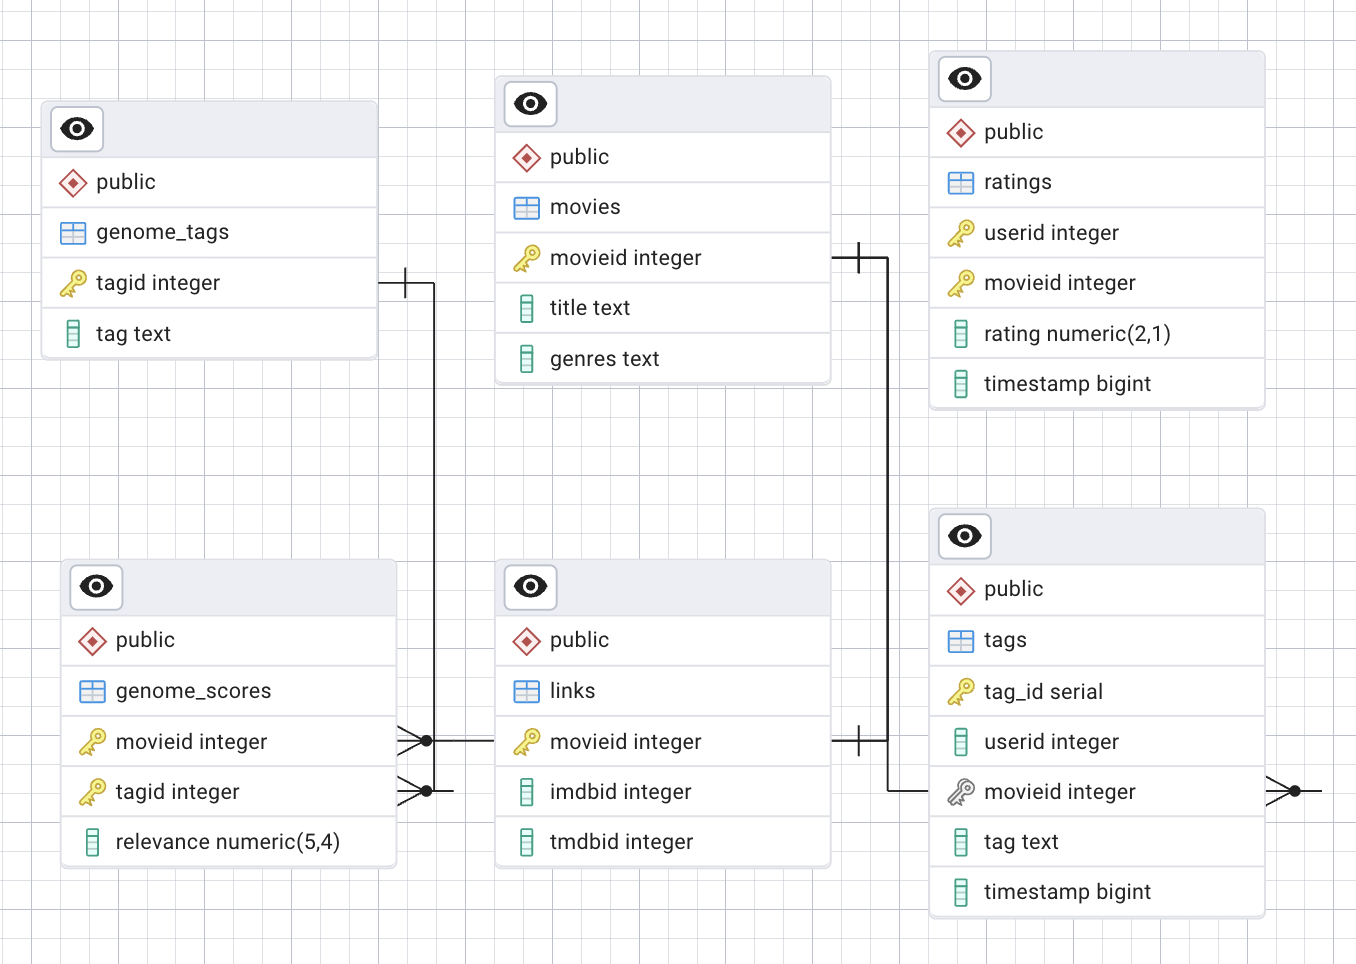 public
genome_tags
tagid integer
tag text
public
movies
movieid integer
title text
genres text
public
ratings
userid integer
movieid integer
rating numeric(2,1)
timestamp bigint
public
genome_scores
movieid integer
tagid integer
relevance numeric(5,4)
public
links
movieid integer
imdbid integer
tmdbid integer
public
tags
tag_id serial
userid integer
movieid integer
tag text
timestamp bigint